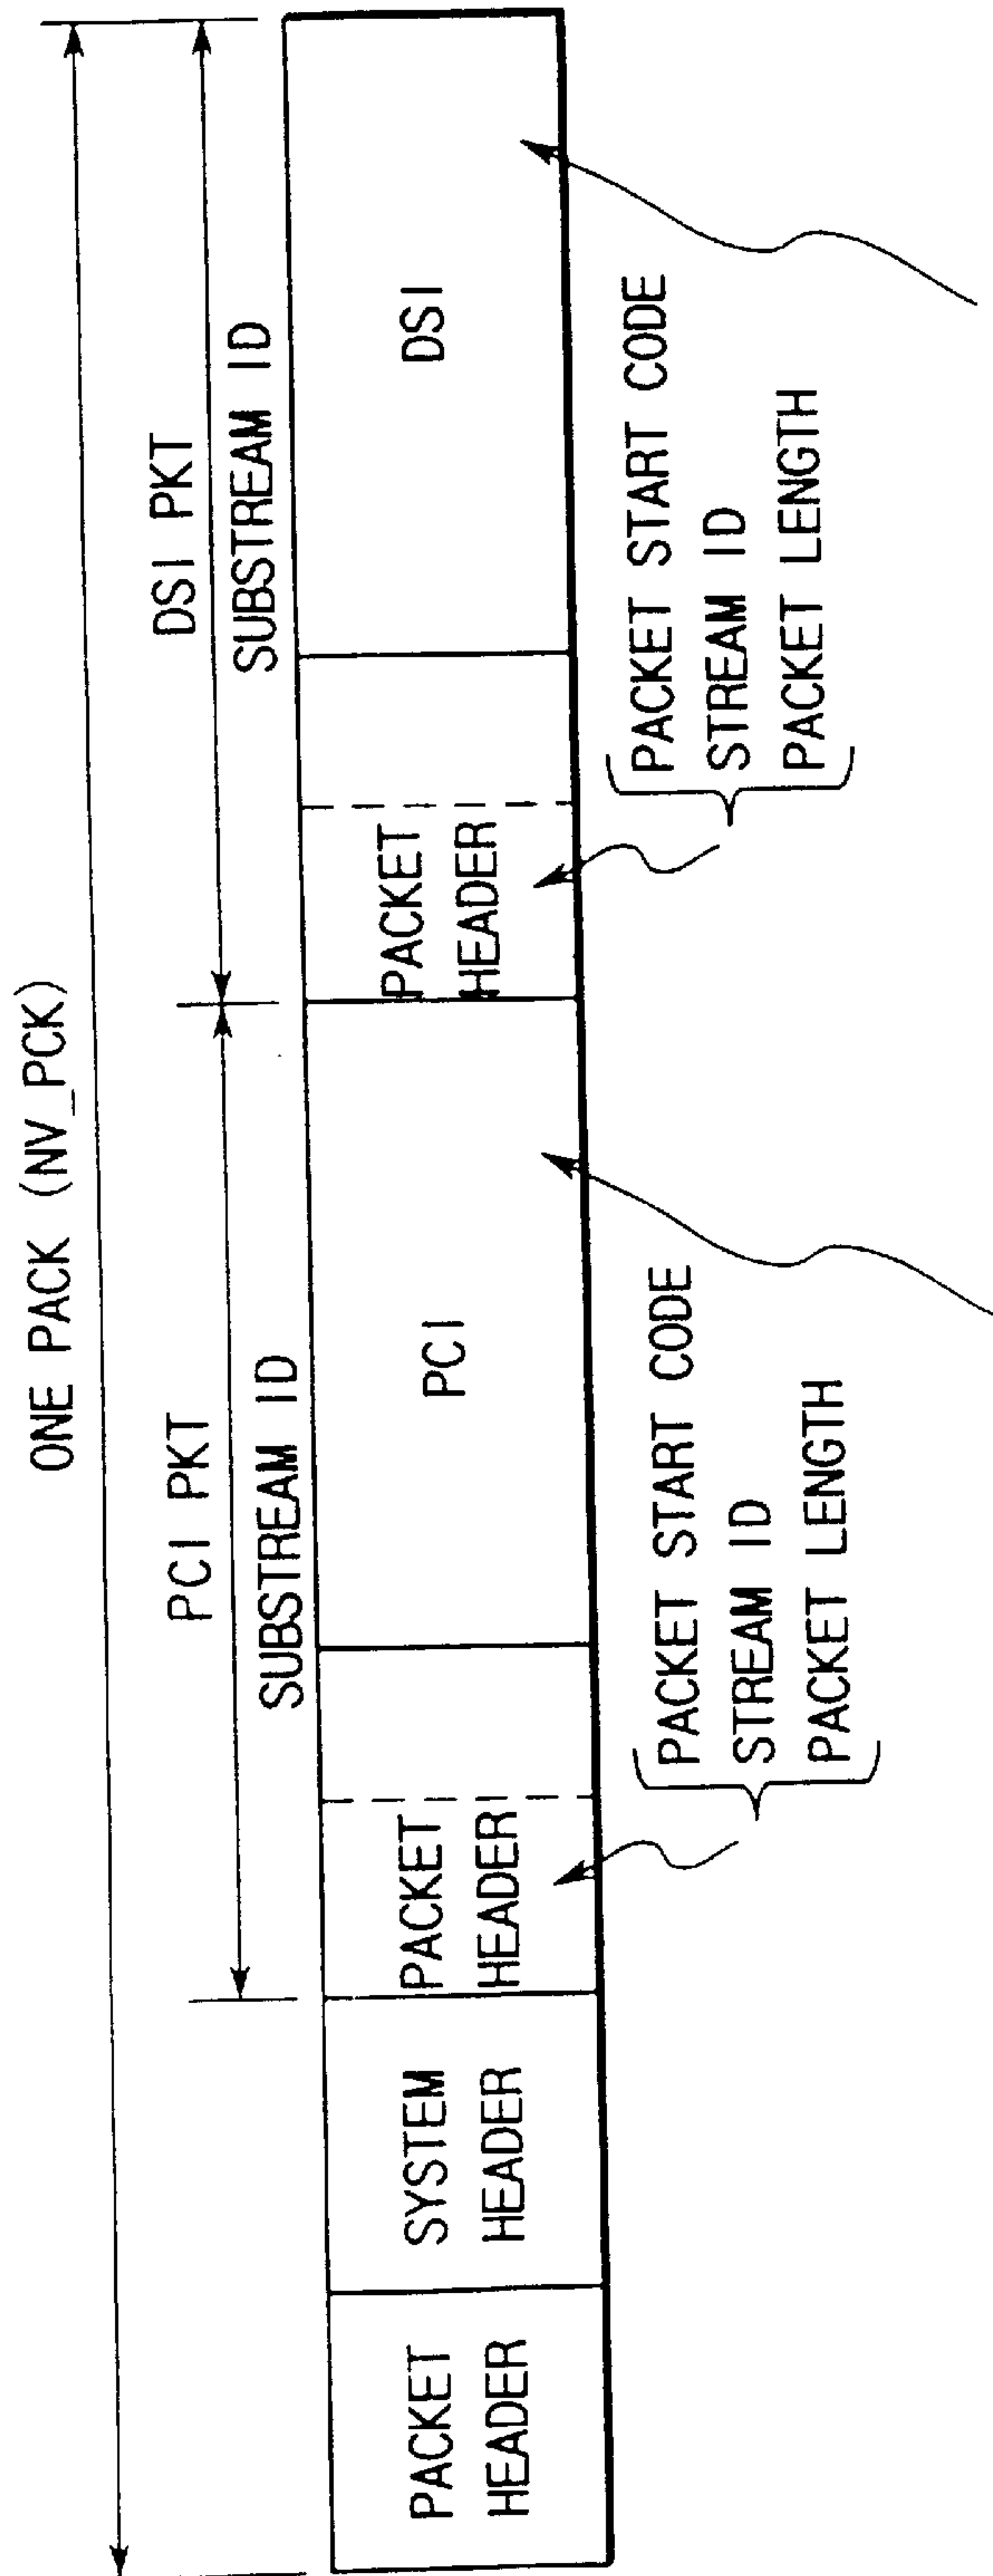 ONE PACK (NV_PCK)
PCI PKT
DSI PKT
SUBSTREAM ID
SUBSTREAM ID
PACKET
HEADER
SYSTEM
HEADER
PACKET
HEADER
PCI
PACKET
HEADER
DSI
PACKET START CODE
STREAM ID
PACKET LENGTH
PACKET START CODE
STREAM ID
PACKET LENGTH